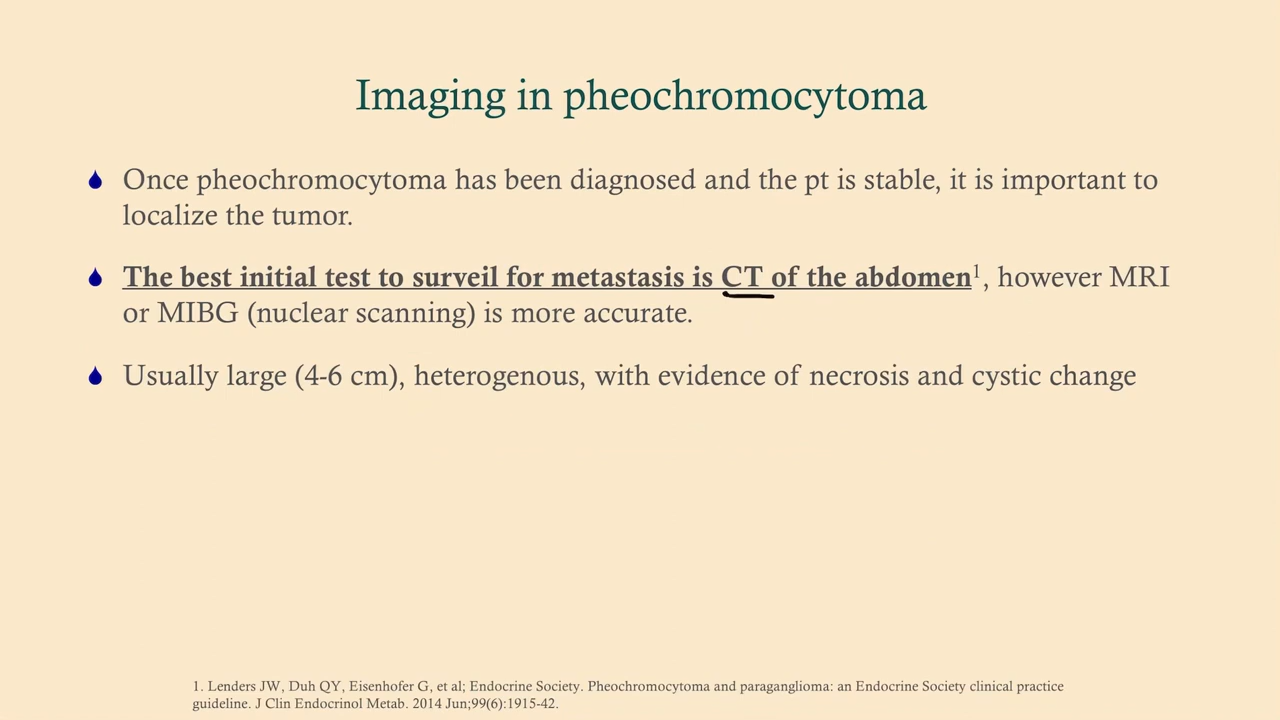 Imaging in pheochromocytoma
Once pheochromocytoma has been diagnosed and the pt is stable, it is important to
localize the tumor.
The best initial test to surveil for metastasis is CT of the abdomen1, however MRI
or MIBG (nuclear scanning) is more accurate.
Usually large (4-6 cm), heterogenous, with evidence of necrosis and cystic change
1. Lenders JW, Duh QY, Eisenhofer G, et al; Endocrine Society. Pheochromocytoma and paraganglioma: an Endocrine Society clinical practice
guideline. J Clin Endocrinol Metab. 2014 Jun;99(6):1915-42.